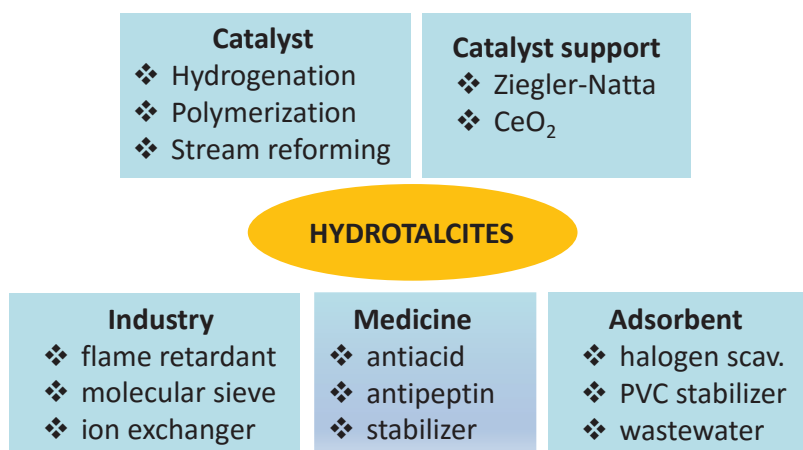 Catalyst
❖ Hydrogenation
❖ Polymerization
❖ Stream reforming
Catalyst support
❖ Ziegler-Natta
❖ CeO₂
HYDROTALCITES
Industry
❖ flame retardant
❖ molecular sieve
❖ ion exchanger
Medicine
❖ antiacid
❖ antipeptin
❖ stabilizer
Adsorbent
❖ halogen scav.
❖ PVC stabilizer
❖ wastewater